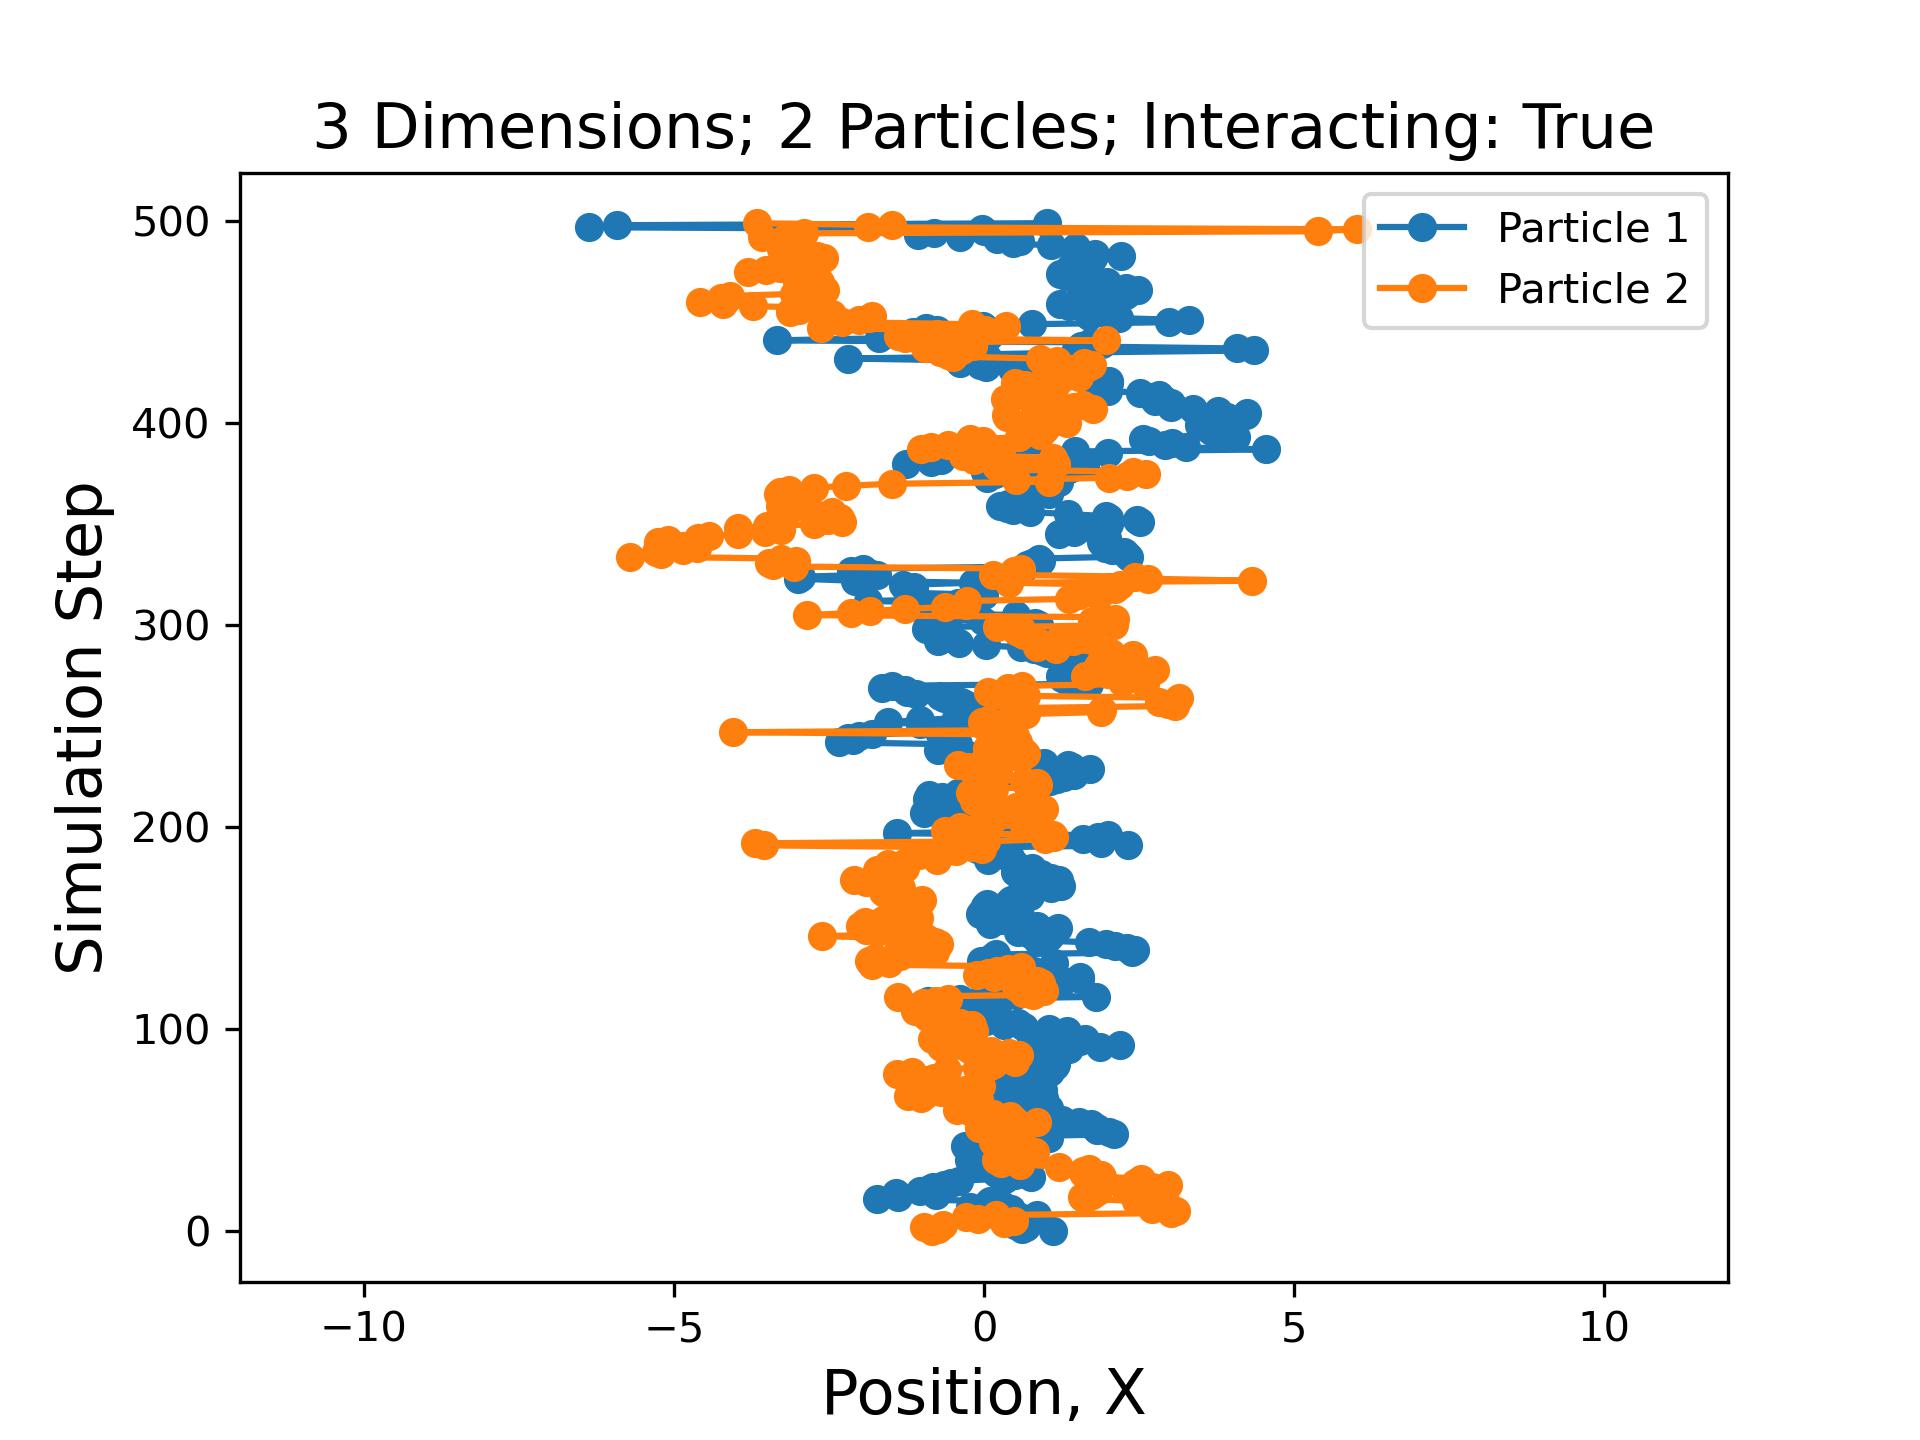 3 Dimensions; 2 Particles; Interacting: True
Particle 1
Particle 2
500
400
300
200
100
0
Simulation Step
−10
−5
0
5
10
Position, X